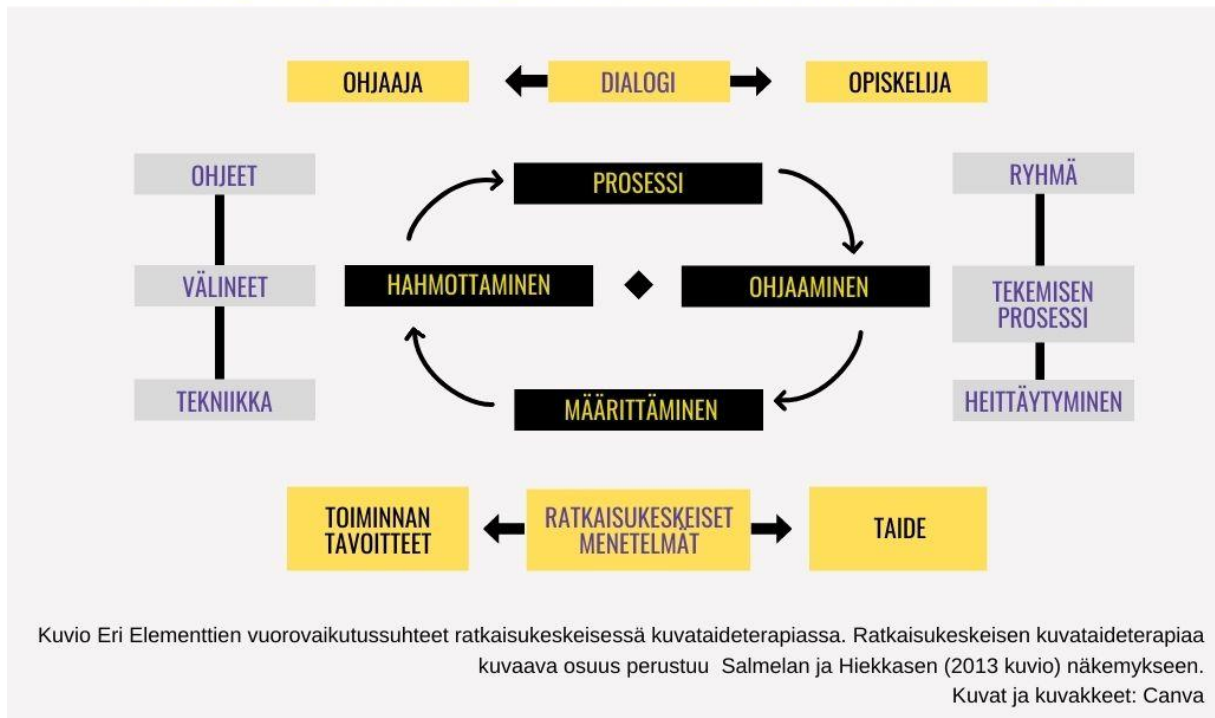 OHJAAJA
DIALOGI
OPISKELIJA
OHJEET
PROSESSI
RYHMÄ
VÄLINEET
HAHMOTTAMINEN
OHJAAMINEN
TEKEMISEN
PROSESSI
TEKNIIKKA
MÄÄRITTÄMINEN
HEITTÄYTYMINEN
TOIMINNAN
TAVOITTEET
RATKAISUKESKEISET
MENETELMÄT
TAIDE
Kuvio Eri Elementtien vuorovaikutussuhteet ratkaisukeskeisessä kuvataideterapiassa. Ratkaisukeskeisen kuvataideterapiaa
kuvaava osuus perustuu Salmelan ja Hiekkasen (2013 kuvio) näkemykseen.
Kuvat ja kuvakkeet: Canva